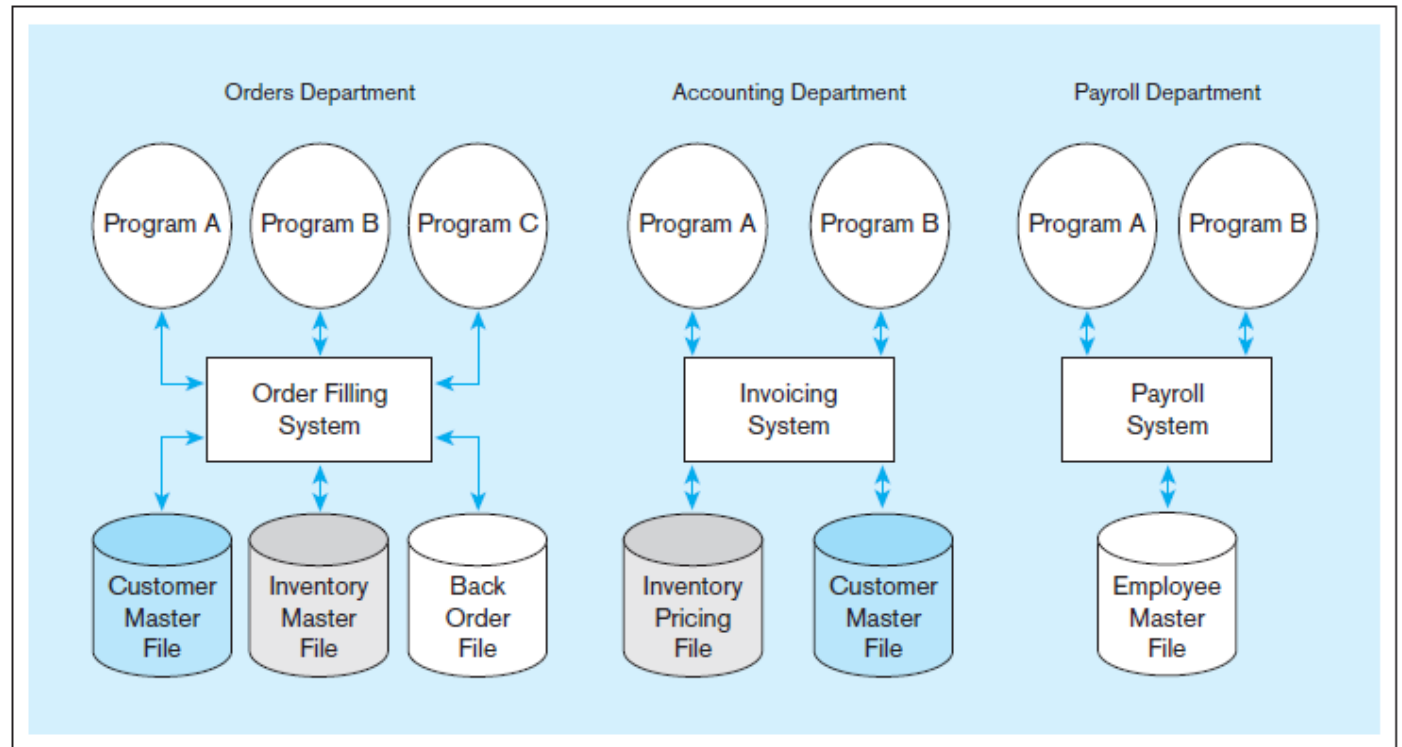 Orders Department
Accounting Department
Payroll Department
Program A
Program B
Program C
Program A
Program B
Program A
Program B
Order Filling
System
Invoicing
System
Payroll
System
Customer
Master
File
Inventory
Master
File
Back
Order
File
Inventory
Pricing
File
Customer
Master
File
Employee
Master
File